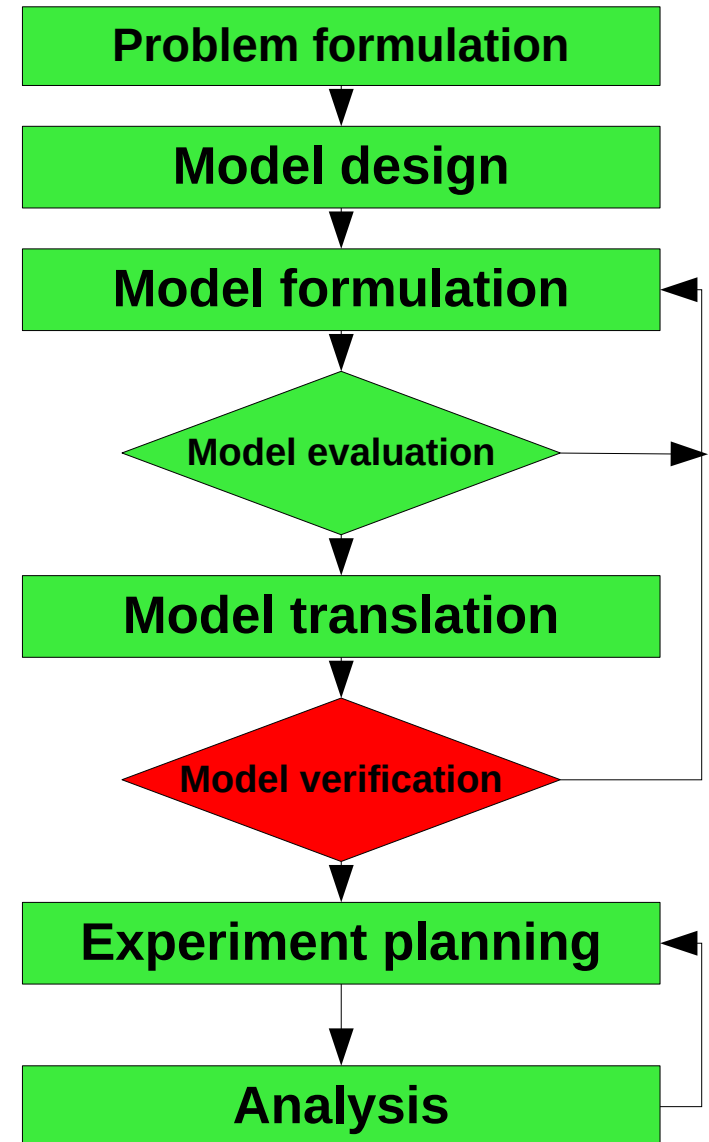 Problem formulation
Model design
Model formulation
Model evaluation
Model translation
Model verification
Experiment planning
Analysis